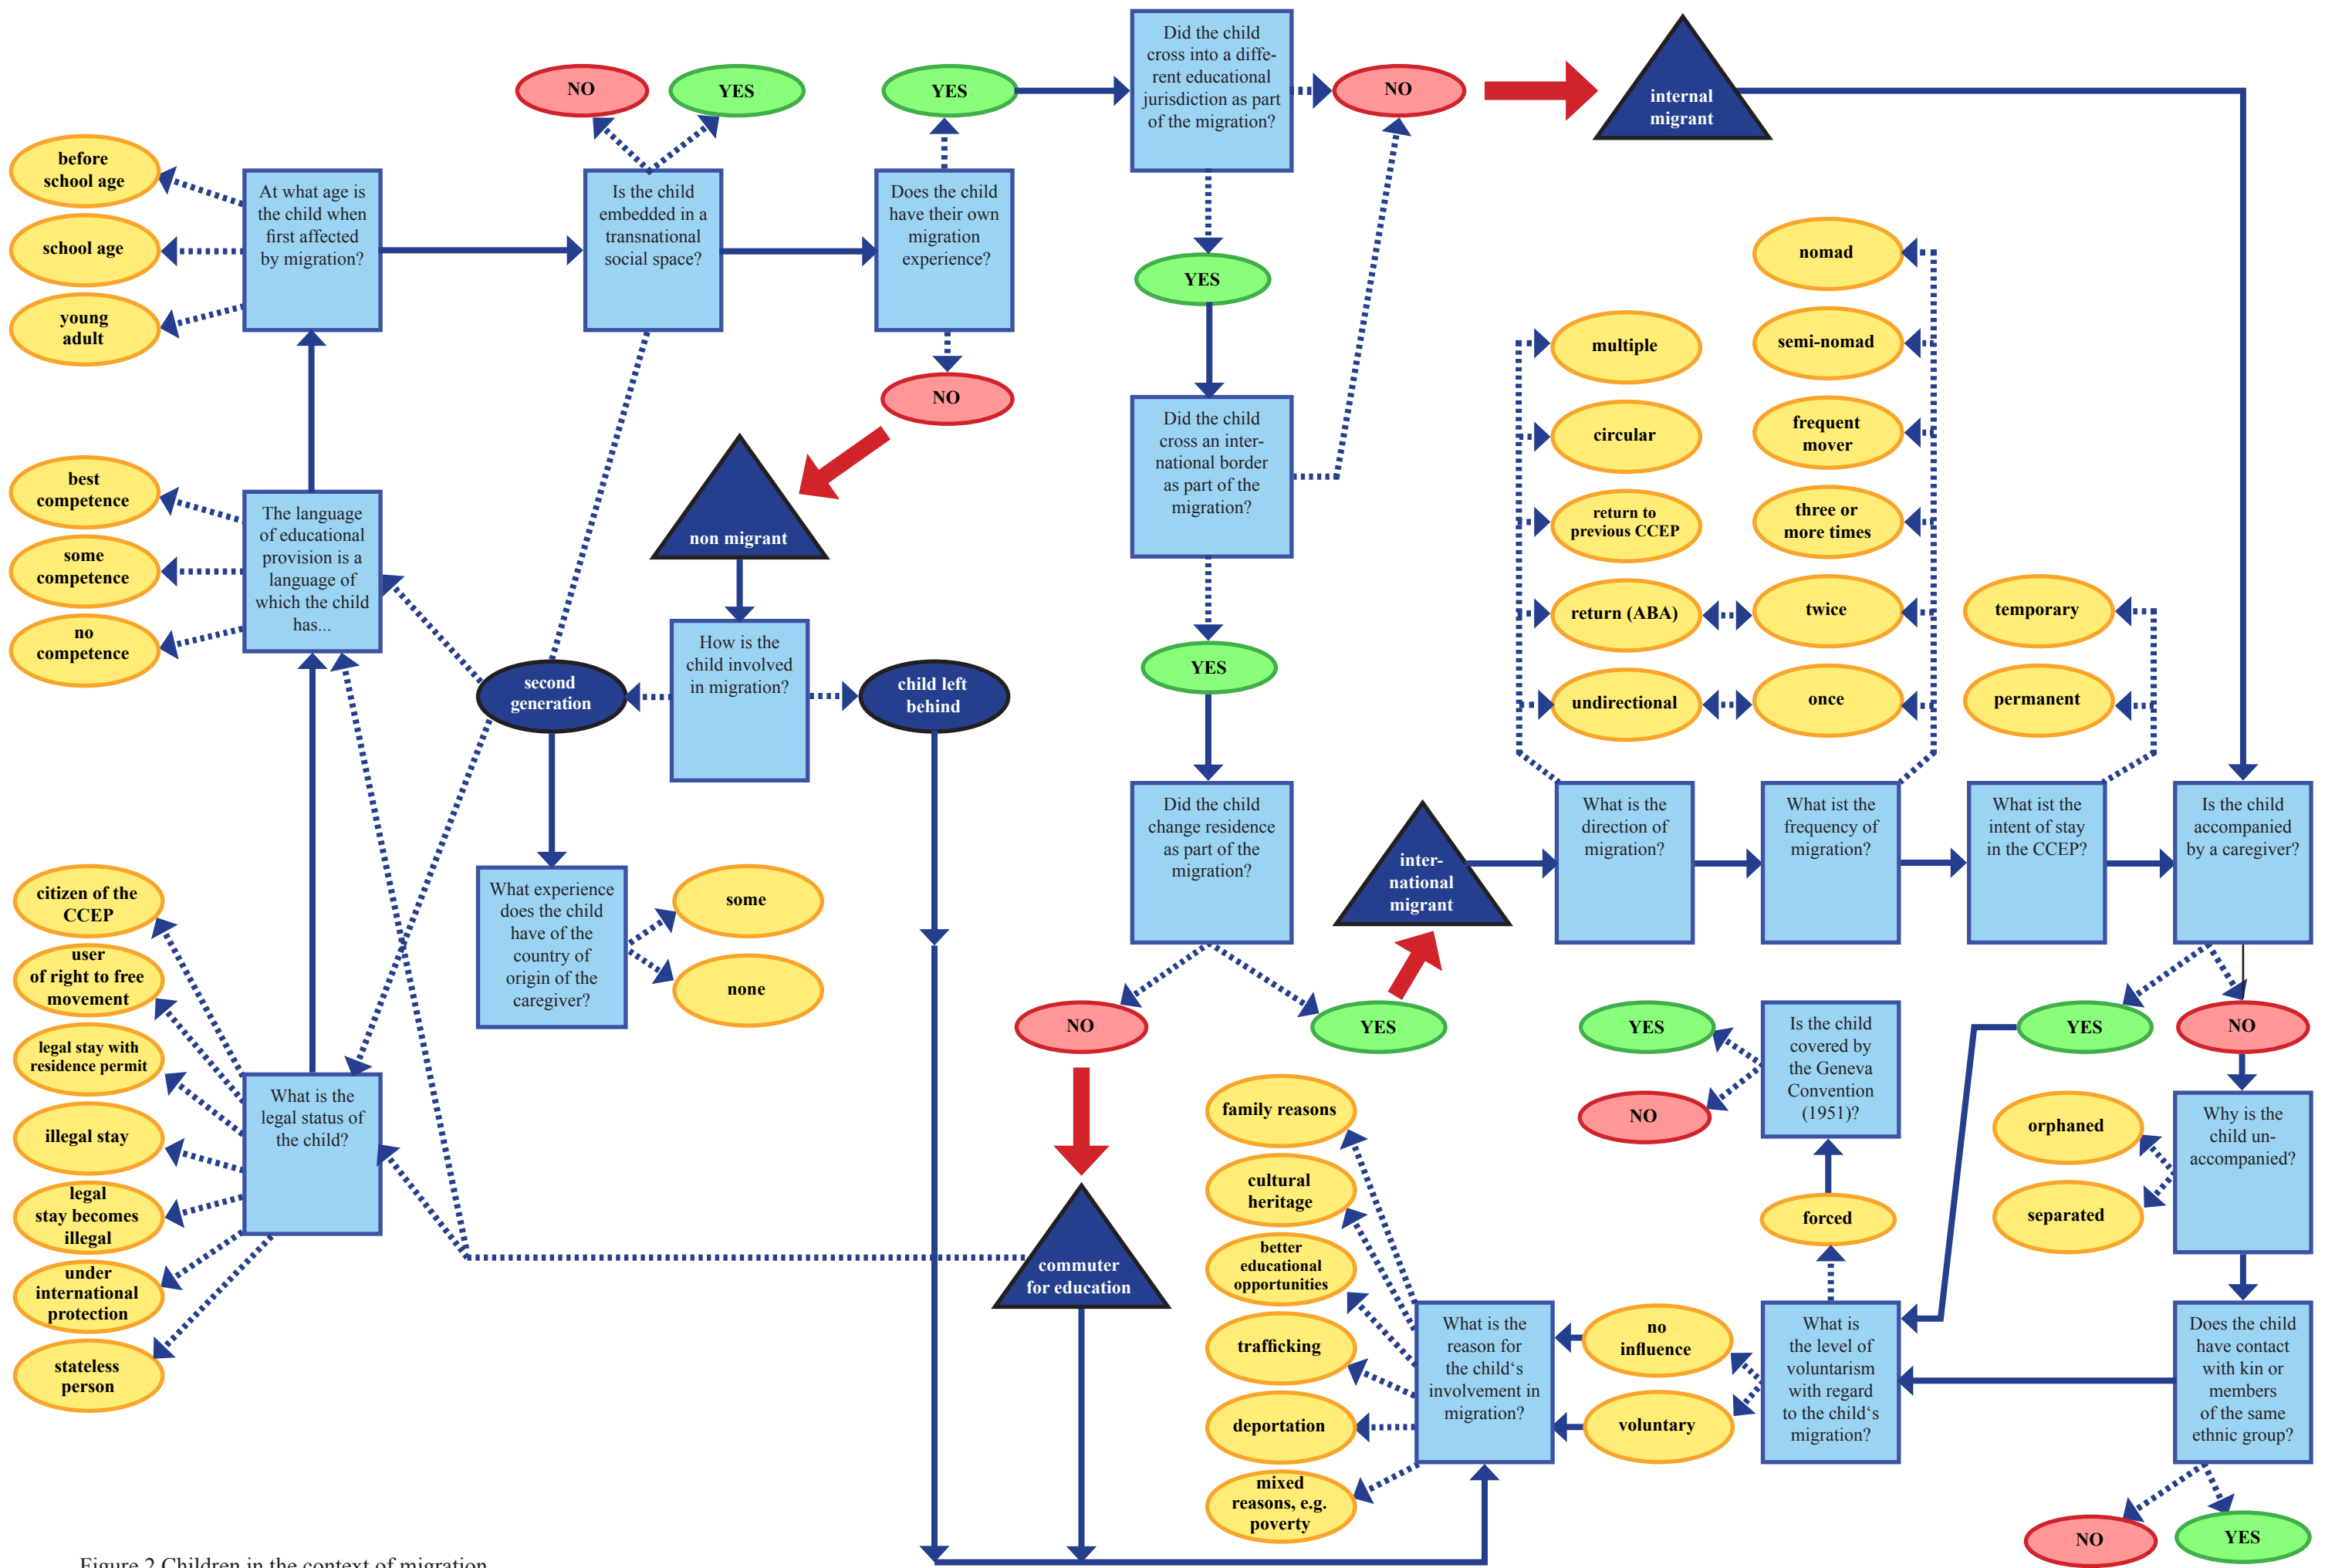 NO
YES
YES
Did the child
cross into a diffe-
rent educational
jurisdiction as part
of the migration?
NO
internal
migrant
before
school age
school age
young
adult
At what age is
the child when
first affected
by migration?
Is the child
embedded in a
transnational
social space?
Does the child
have their own
migration
experience?
YES
NO
nomad
multiple
semi-nomad
circular
frequent
mover
return to
previous CCEP
three or
more times
return (ABA)
twice
temporary
undirectional
once
permanent
Did the child
cross an inter-
national border
as part of the
migration?
best
competence
some
competence
no
competence
The language
of educational
provision is a
language of
which the child
has...
non migrant
How is the
child involved
in migration?
second
generation
child left
behind
YES
Did the child
change residence
as part of the
migration?
inter-
national
migrant
What is the
direction of
migration?
What ist the
frequency of
migration?
What ist the
intent of stay
in the CCEP?
Is the child
accompanied
by a caregiver?
What experience
does the child
have of the
country of
origin of the
caregiver?
some
none
citizen of the
CCEP
user
of right to free
movement
legal stay with
residence permit
illegal stay
legal
stay becomes
illegal
under
international
protection
stateless
person
What is the
legal status of
the child?
NO
YES
YES
NO
Is the child
covered by
the Geneva
Convention
(1951)?
YES
NO
Why is the
child un-
accompanied?
orphaned
separated
forced
commuter
for education
family reasons
cultural
heritage
better
educational
opportunities
trafficking
deportation
mixed
reasons, e.g.
poverty
What is the
reason for
the child‘s
involvement in
migration?
no
influence
voluntary
What is
the level of
voluntarism
with regard
to the child‘s
migration?
Does the child
have contact
with kin or
members
of the same
ethnic group?
NO
YES
Figure 2 Children in the context of migration